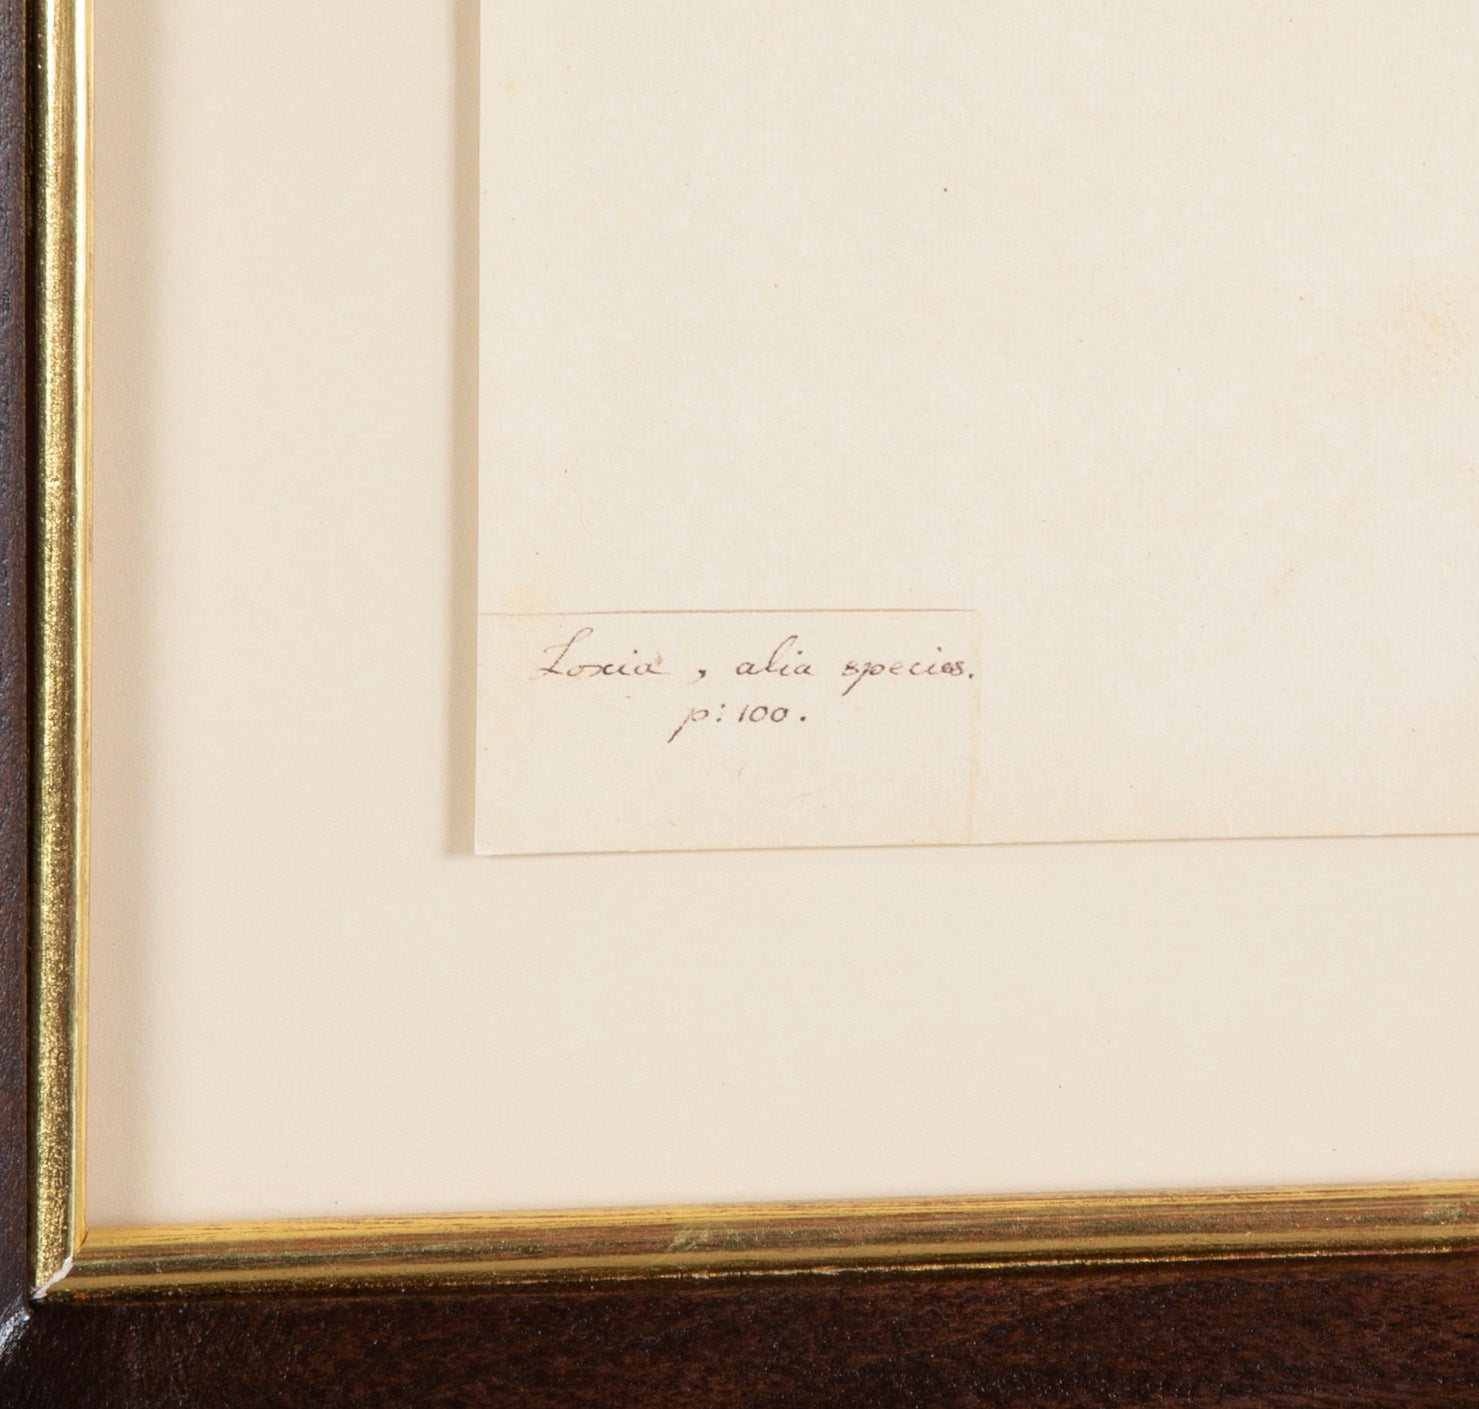 Loxia, alia species.
p: 100.